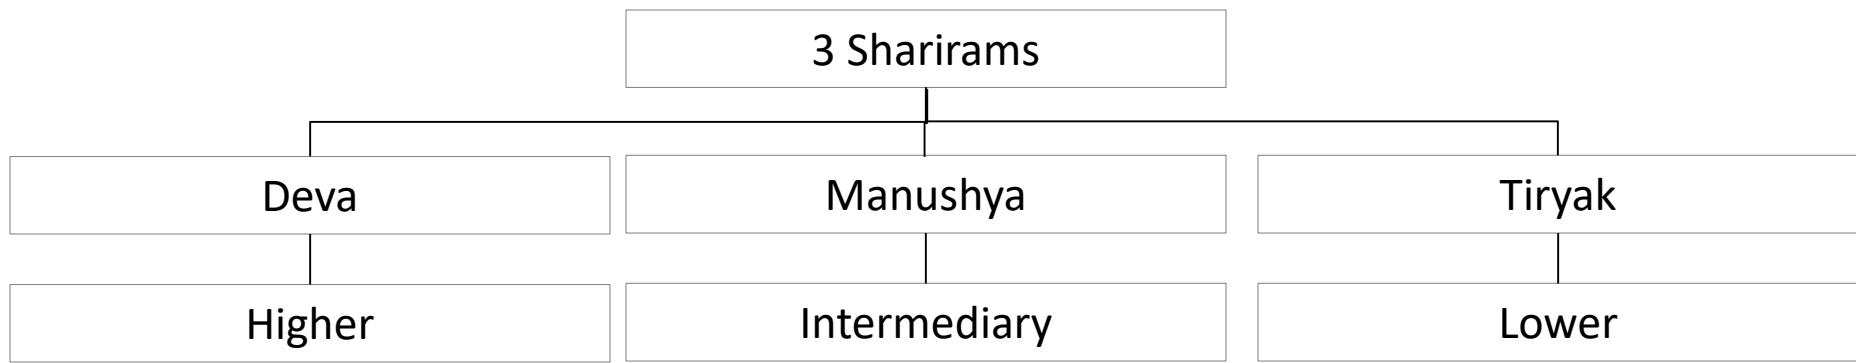 3 Sharirams
Deva
Manushya
Tiryak
Higher
Intermediary
Lower